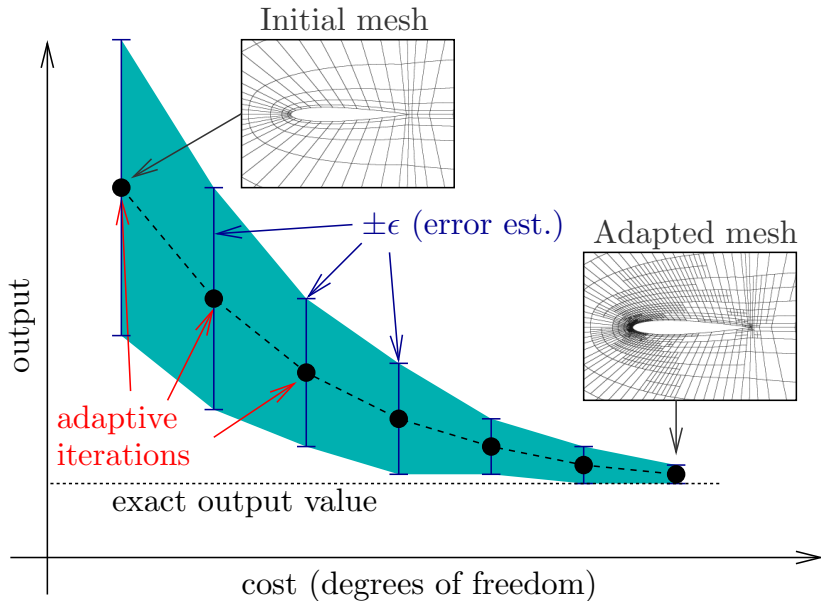 Initial mesh
±ϵ (error est.)
Adapted mesh
output
adaptive
iterations
exact output value
cost (degrees of freedom)